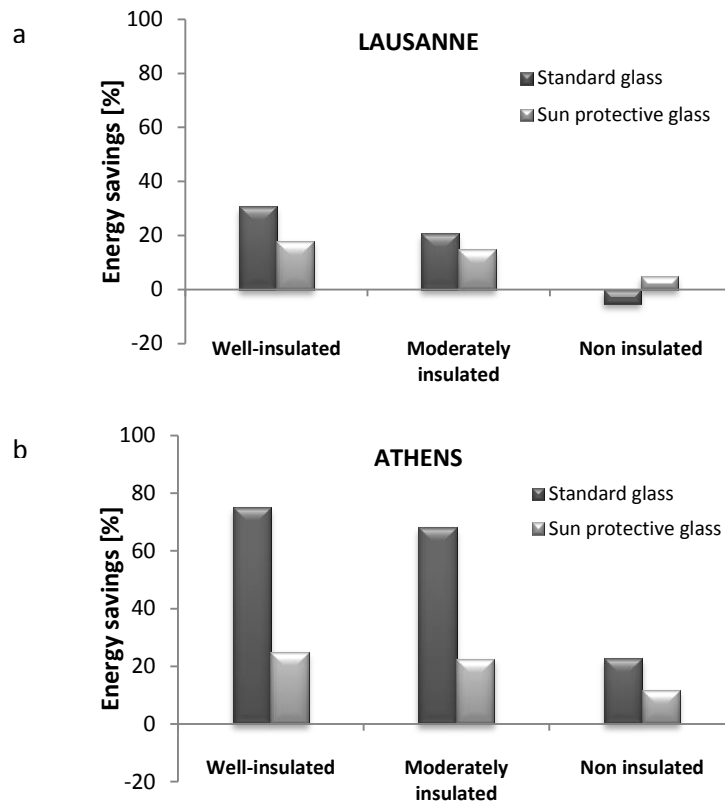 a
LAUSANNE
Energy savings [%]
100
80
60
40
20
0
-20
Standard glass
Sun protective glass
Well-insulated
Moderately
insulated
Non insulated
b
ATHENS
Energy savings [%]
100
80
60
40
20
0
-20
Standard glass
Sun protective glass
Well-insulated
Moderately
insulated
Non insulated